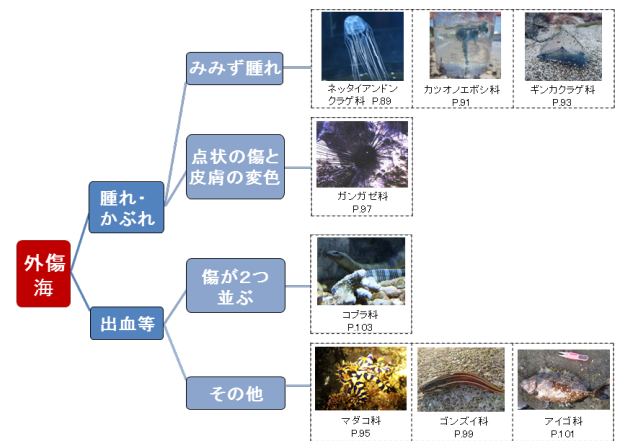 みみず腫れ
ネッタイアンドン
クラゲ科 P.89
カツオノエボシ科
P.91
ギンカクラゲ科
P.93
点状の傷と
皮膚の変色
ガンガゼ科
P.97
腫れ・
かぶれ
外傷
海
出血等
傷が2つ
並ぶ
コブラ科
P.103
その他
マダコ科
P.95
ゴンズイ科
P.99
アイゴ科
P.101